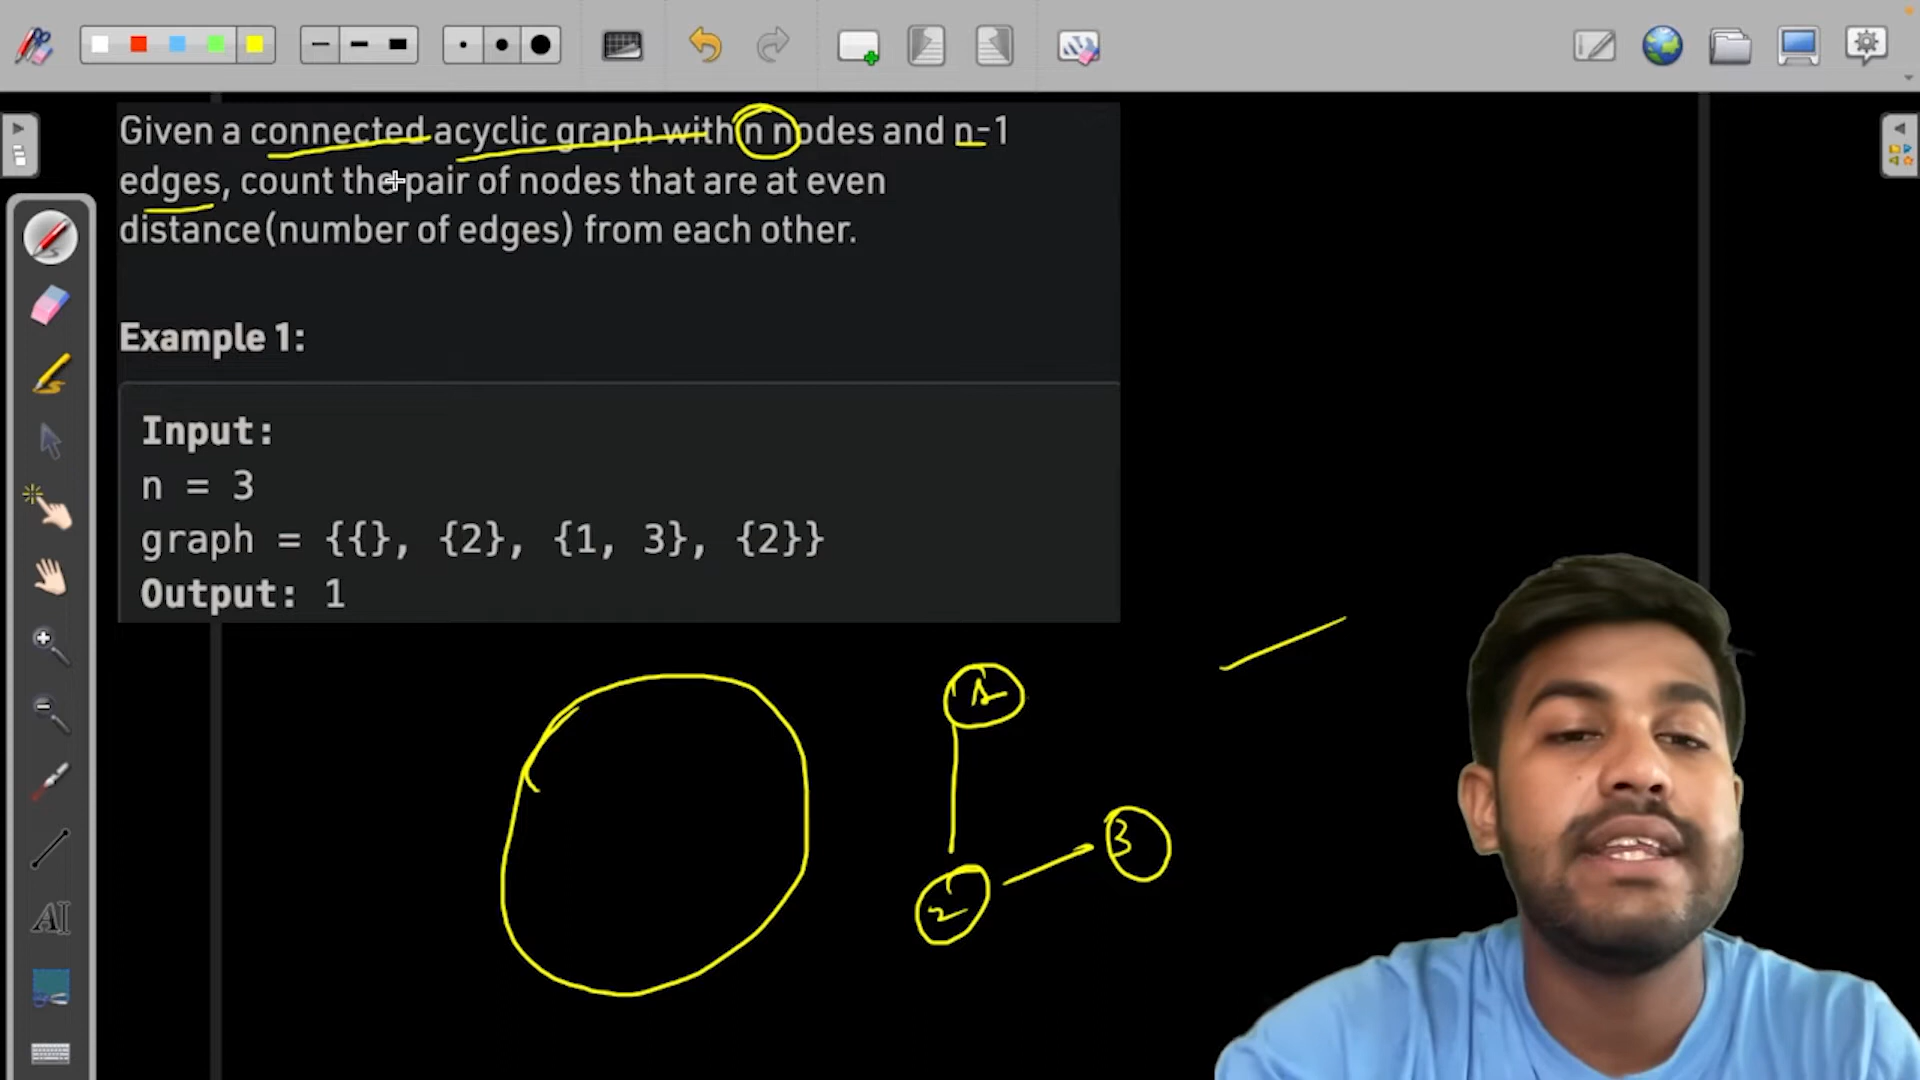 Given a connected acyclic graph with n nodes and n-1
edges, count the pair of nodes that are at even
distance(number of edges) from each other.
Example 1:
Input:
n = 3
graph = {{}, {2}, {1, 3}, {2}}
Output: 1
1
3
2
AI